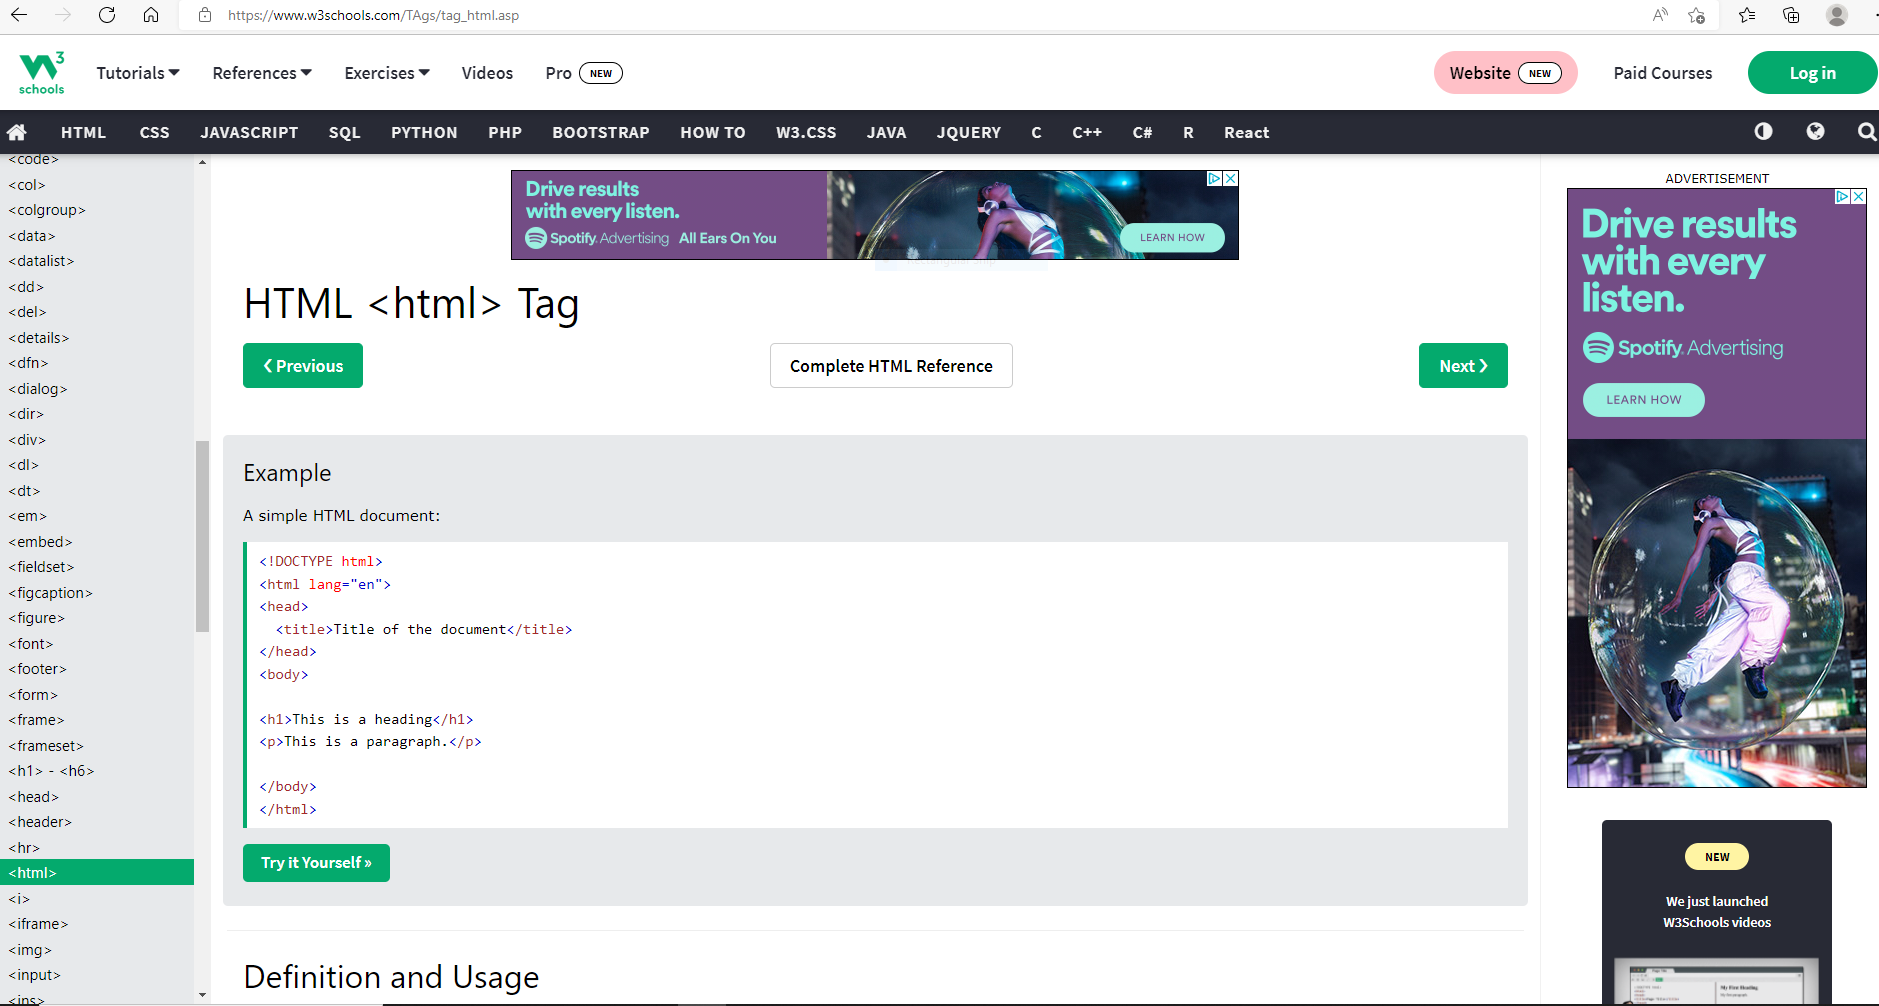 https://www.w3schools.com/TAgs/tag_html.asp
W3 schools
Tutorials
References
Exercises
Videos
Pro NEW
Website NEW
Paid Courses
Log in
HTML
CSS
JAVASCRIPT
SQL
PYTHON
PHP
BOOTSTRAP
HOW TO
W3.CSS
JAVA
JQUERY
C
C++
C#
R
React
<code>
<col>
<colgroup>
<data>
<datalist>
<dd>
<del>
<details>
<dfn>
<dialog>
<dir>
<div>
<dl>
<dt>
<em>
<embed>
<fieldset>
<figcaption>
<figure>
<font>
<footer>
<form>
<frame>
<frameset>
<h1> - <h6>
<head>
<header>
<hr>
<html>
<i>
<iframe>
<img>
<input>
<ins>
Drive results
with every listen.
Spotify Advertising All Ears On You
LEARN HOW
HTML <html> Tag
❮ Previous
Complete HTML Reference
Next ❯
Example
A simple HTML document:
<!DOCTYPE html>
<html lang="en">
<head>
  <title>Title of the document</title>
</head>
<body>
<h1>This is a heading</h1>
<p>This is a paragraph.</p>
</body>
</html>
Try it Yourself »
Definition and Usage
ADVERTISEMENT
Drive results
with every
listen.
Spotify Advertising
LEARN HOW
NEW
We just launched
W3Schools videos
My First Heading